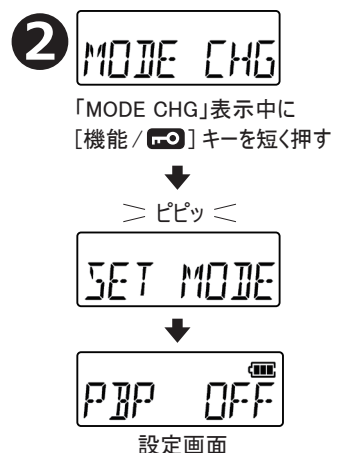 2
MODE CHG
「MODE CHG」表示中に
[機能/ ] キーを短く押す
ピピッ
SET MODE
PBP OFF
設定画面